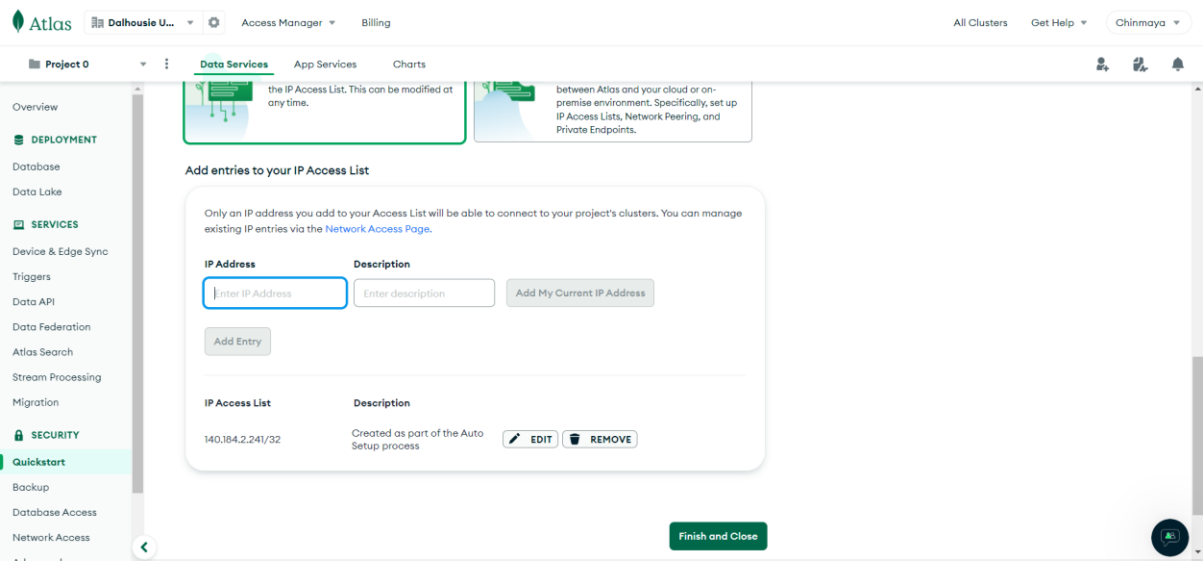 Atlas
Dalhousie U...
Access Manager
Billing
All Clusters
Get Help
Chinmaya
Project 0
Data Services
App Services
Charts
Overview
DEPLOYMENT
Database
Data Lake
SERVICES
Device & Edge Sync
Triggers
Data API
Data Federation
Atlas Search
Stream Processing
Migration
SECURITY
Quickstart
Backup
Database Access
Network Access
the IP Access List. This can be modified at
any time.
between Atlas and your cloud or on-
premise environment. Specifically, set up
IP Access Lists, Network Peering, and
Private Endpoints.
Add entries to your IP Access List
Only an IP address you add to your Access List will be able to connect to your project's clusters. You can manage
existing IP entries via the Network Access Page.
IP Address
Description
Enter IP Address
Enter description
Add My Current IP Address
Add Entry
IP Access List
Description
140.184.2.241/32
Created as part of the Auto
Setup process
EDIT
REMOVE
Finish and Close